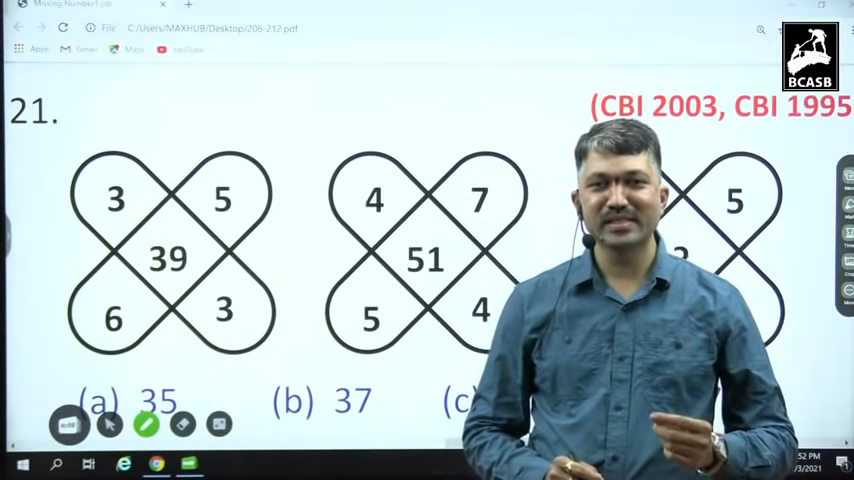 Missing Number1.cdr
File C:/Users/MAXHUB/Desktop/206-212.pdf
Apps Gmail Maps YouTube
BCASB
21. (CBI 2003, CBI 1995
3 5 4 7 5
39 51
6 3 5 4
(a) 35 (b) 37 (c
52 PM
/3/2021